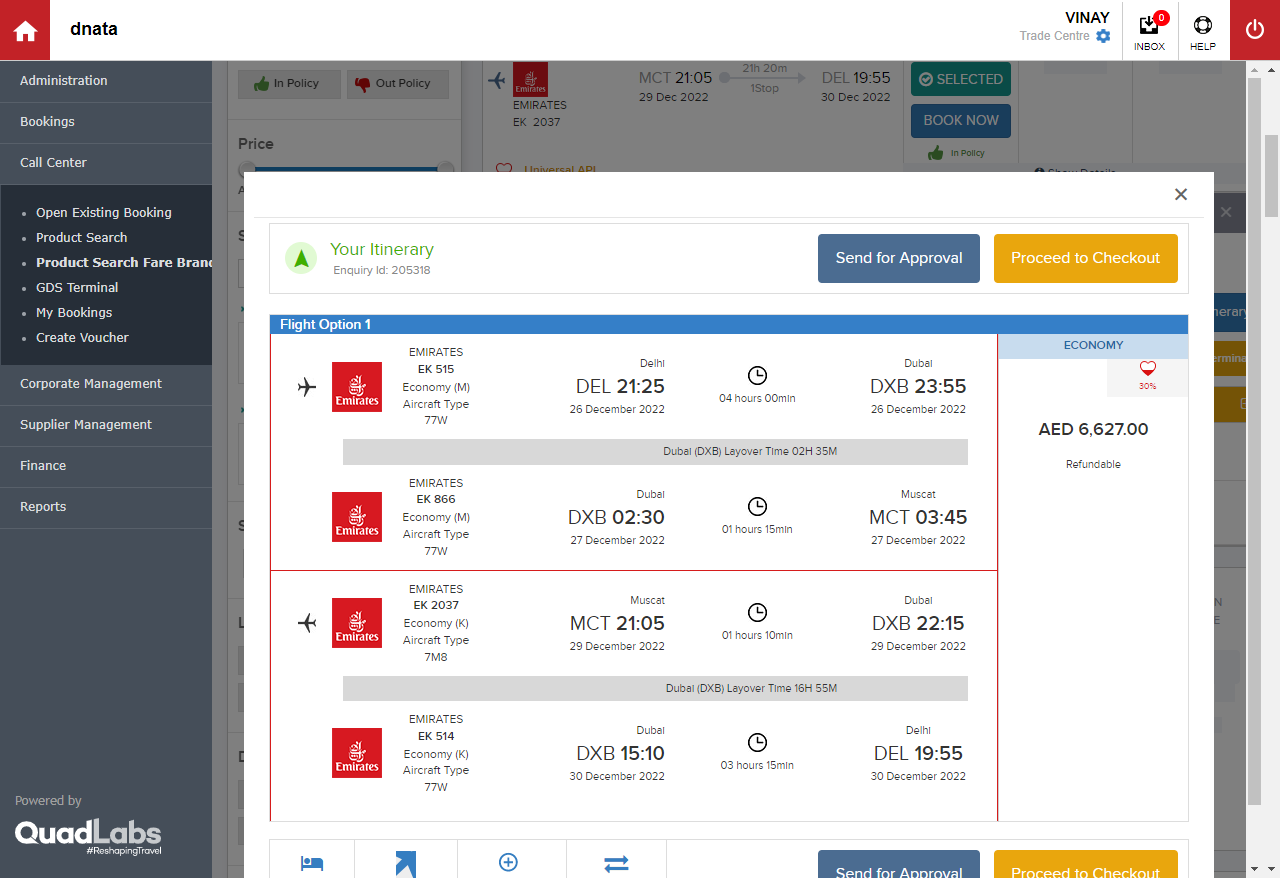 dnata
VINAY
Trade Centre
0
INBOX
HELP
Administration
Bookings
Call Center
Open Existing Booking
Product Search
Product Search Fare Brand
GDS Terminal
My Bookings
Create Voucher
Corporate Management
Supplier Management
Finance
Reports
Powered by
QuadLabs
#ReshapingTravel
In Policy
Out Policy
Price
Emirates
EMIRATES
EK 2037
MCT 21:05
29 Dec 2022
21h 20m
1Stop
DEL 19:55
30 Dec 2022
SELECTED
BOOK NOW
In Policy
Universal API
Show Details
Your Itinerary
Enquiry Id: 205318
Send for Approval
Proceed to Checkout
Flight Option 1
Emirates
EMIRATES
EK 515
Economy (M)
Aircraft Type
77W
Delhi
DEL 21:25
26 December 2022
04 hours 00min
Dubai
DXB 23:55
26 December 2022
ECONOMY
30%
AED 6,627.00
Refundable
Dubai (DXB) Layover Time 02H 35M
Emirates
EMIRATES
EK 866
Economy (M)
Aircraft Type
77W
Dubai
DXB 02:30
27 December 2022
01 hours 15min
Muscat
MCT 03:45
27 December 2022
Emirates
EMIRATES
EK 2037
Economy (K)
Aircraft Type
7M8
Muscat
MCT 21:05
29 December 2022
01 hours 10min
Dubai
DXB 22:15
29 December 2022
Dubai (DXB) Layover Time 16H 55M
Emirates
EMIRATES
EK 514
Economy (K)
Aircraft Type
77W
Dubai
DXB 15:10
30 December 2022
03 hours 15min
Delhi
DEL 19:55
30 December 2022
Send for Approval
Proceed to Checkout